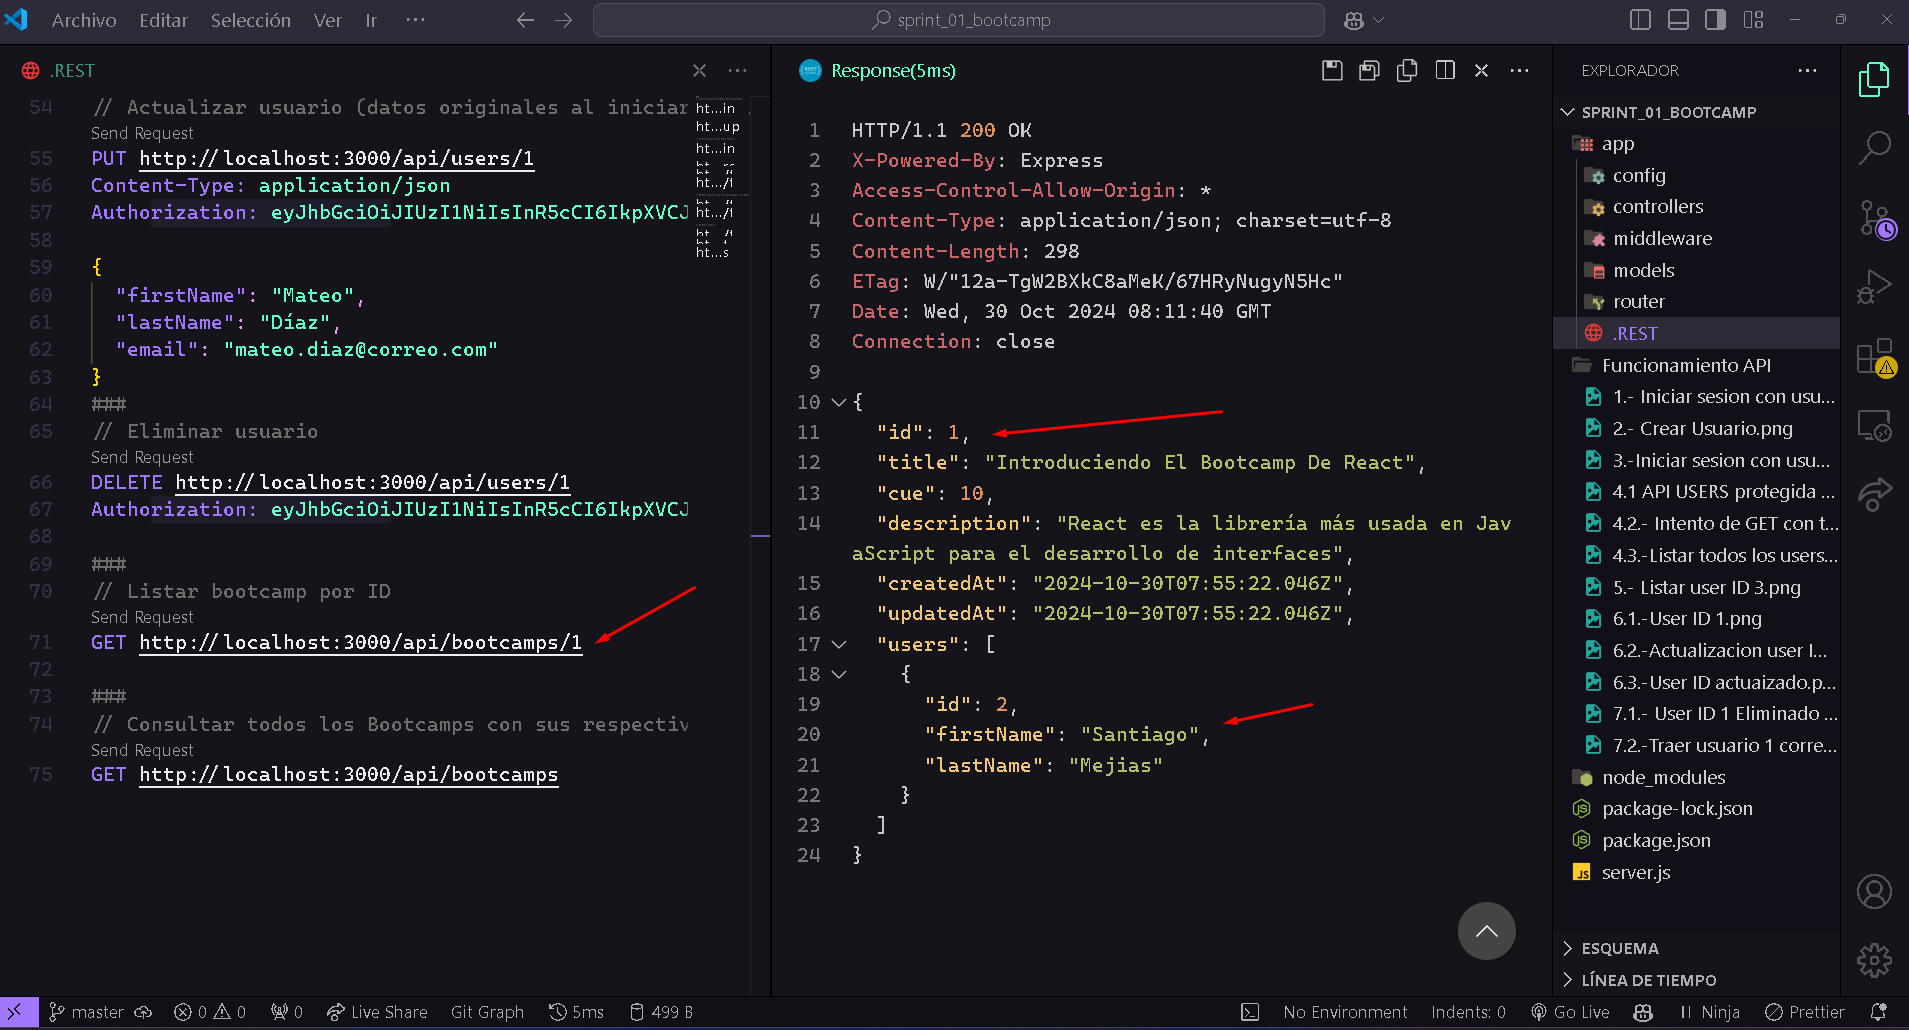 Archivo Editar Selección Ver Ir ··· sprint_01_bootcamp
.REST
54 // Actualizar usuario (datos originales al iniciar
Send Request
55 PUT http://localhost:3000/api/users/1
56 Content-Type: application/json
57 Authorization: eyJhbGciOiJIUzI1NiIsInR5cCI6IkpXVCJ
58
59 {
60 "firstName": "Mateo",
61 "lastName": "Díaz",
62 "email": "mateo.diaz@correo.com"
63 }
64 ###
65 // Eliminar usuario
Send Request
66 DELETE http://localhost:3000/api/users/1
67 Authorization: eyJhbGciOiJIUzI1NiIsInR5cCI6IkpXVCJ
68
69 ###
70 // Listar bootcamp por ID
Send Request
71 GET http://localhost:3000/api/bootcamps/1
72
73 ###
74 // Consultar todos los Bootcamps con sus respectiv
Send Request
75 GET http://localhost:3000/api/bootcamps
ht...in
ht...up
ht...in
ht.../1
ht.../1
ht...s
Response(5ms)
1 HTTP/1.1 200 OK
2 X-Powered-By: Express
3 Access-Control-Allow-Origin: *
4 Content-Type: application/json; charset=utf-8
5 Content-Length: 298
6 ETag: W/"12a-TgW2BXkC8aMeK/67HRyNugyN5Hc"
7 Date: Wed, 30 Oct 2024 08:11:40 GMT
8 Connection: close
9
10 {
11 "id": 1,
12 "title": "Introduciendo El Bootcamp De React",
13 "cue": 10,
14 "description": "React es la librería más usada en Jav
aScript para el desarrollo de interfaces",
15 "createdAt": "2024-10-30T07:55:22.046Z",
16 "updatedAt": "2024-10-30T07:55:22.046Z",
17 "users": [
18 {
19 "id": 2,
20 "firstName": "Santiago",
21 "lastName": "Mejias"
22 }
23 ]
24 }
EXPLORADOR
SPRINT_01_BOOTCAMP
app
config
controllers
middleware
models
router
.REST
Funcionamiento API
1.- Iniciar sesion con usu...
2.- Crear Usuario.png
3.-Iniciar sesion con usu...
4.1 API USERS protegida ...
4.2.- Intento de GET con t...
4.3.-Listar todos los users...
5.- Listar user ID 3.png
6.1.-User ID 1.png
6.2.-Actualizacion user I...
6.3.-User ID actuaizado.p...
7.1.- User ID 1 Eliminado ...
7.2.-Traer usuario 1 corre...
node_modules
package-lock.json
package.json
server.js
ESQUEMA
LÍNEA DE TIEMPO
master 0 0 0 Live Share Git Graph 5ms 499 B No Environment Indents: 0 Go Live Ninja Prettier